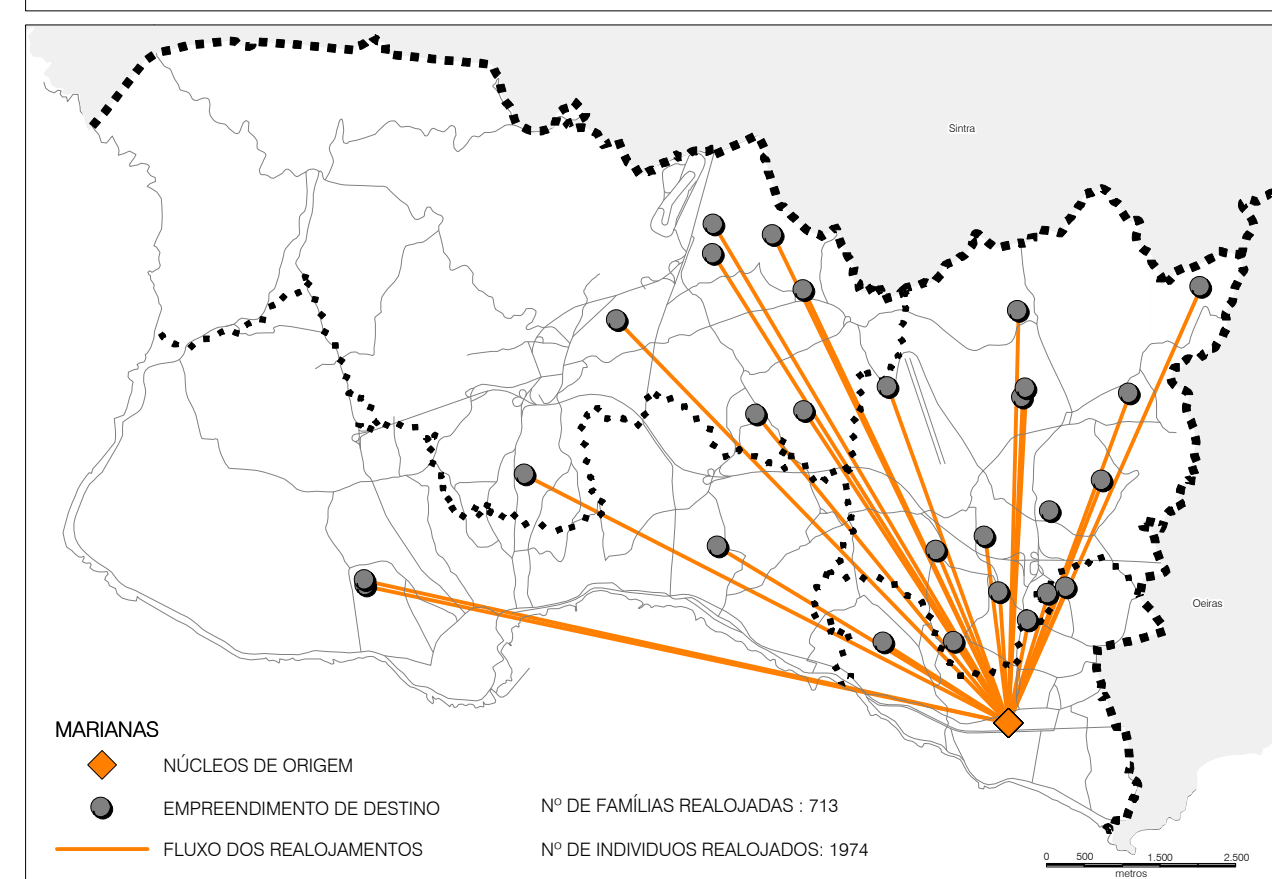 Sintra
Oeiras
MARIANAS
NÚCLEOS DE ORIGEM
EMPREENDIMENTO DE DESTINO
Nº DE FAMÍLIAS REALOJADAS : 713
FLUXO DOS REALOJAMENTOS
Nº DE INDIVIDUOS REALOJADOS: 1974
0 500 1.500 2.500
metros